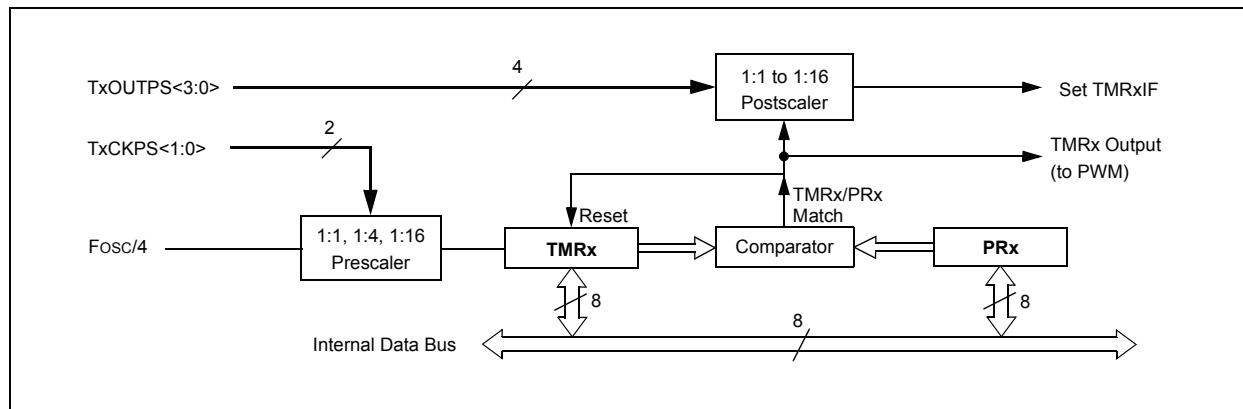 TxOUTPS<3:0>
4
1:1 to 1:16
Postscaler
Set TMRxIF
TxCKPS<1:0>
2
TMRx Output
(to PWM)
TMRx/PRx
Match
Reset
FOSC/4
1:1, 1:4, 1:16
Prescaler
TMRx
Comparator
PRx
8
8
8
Internal Data Bus